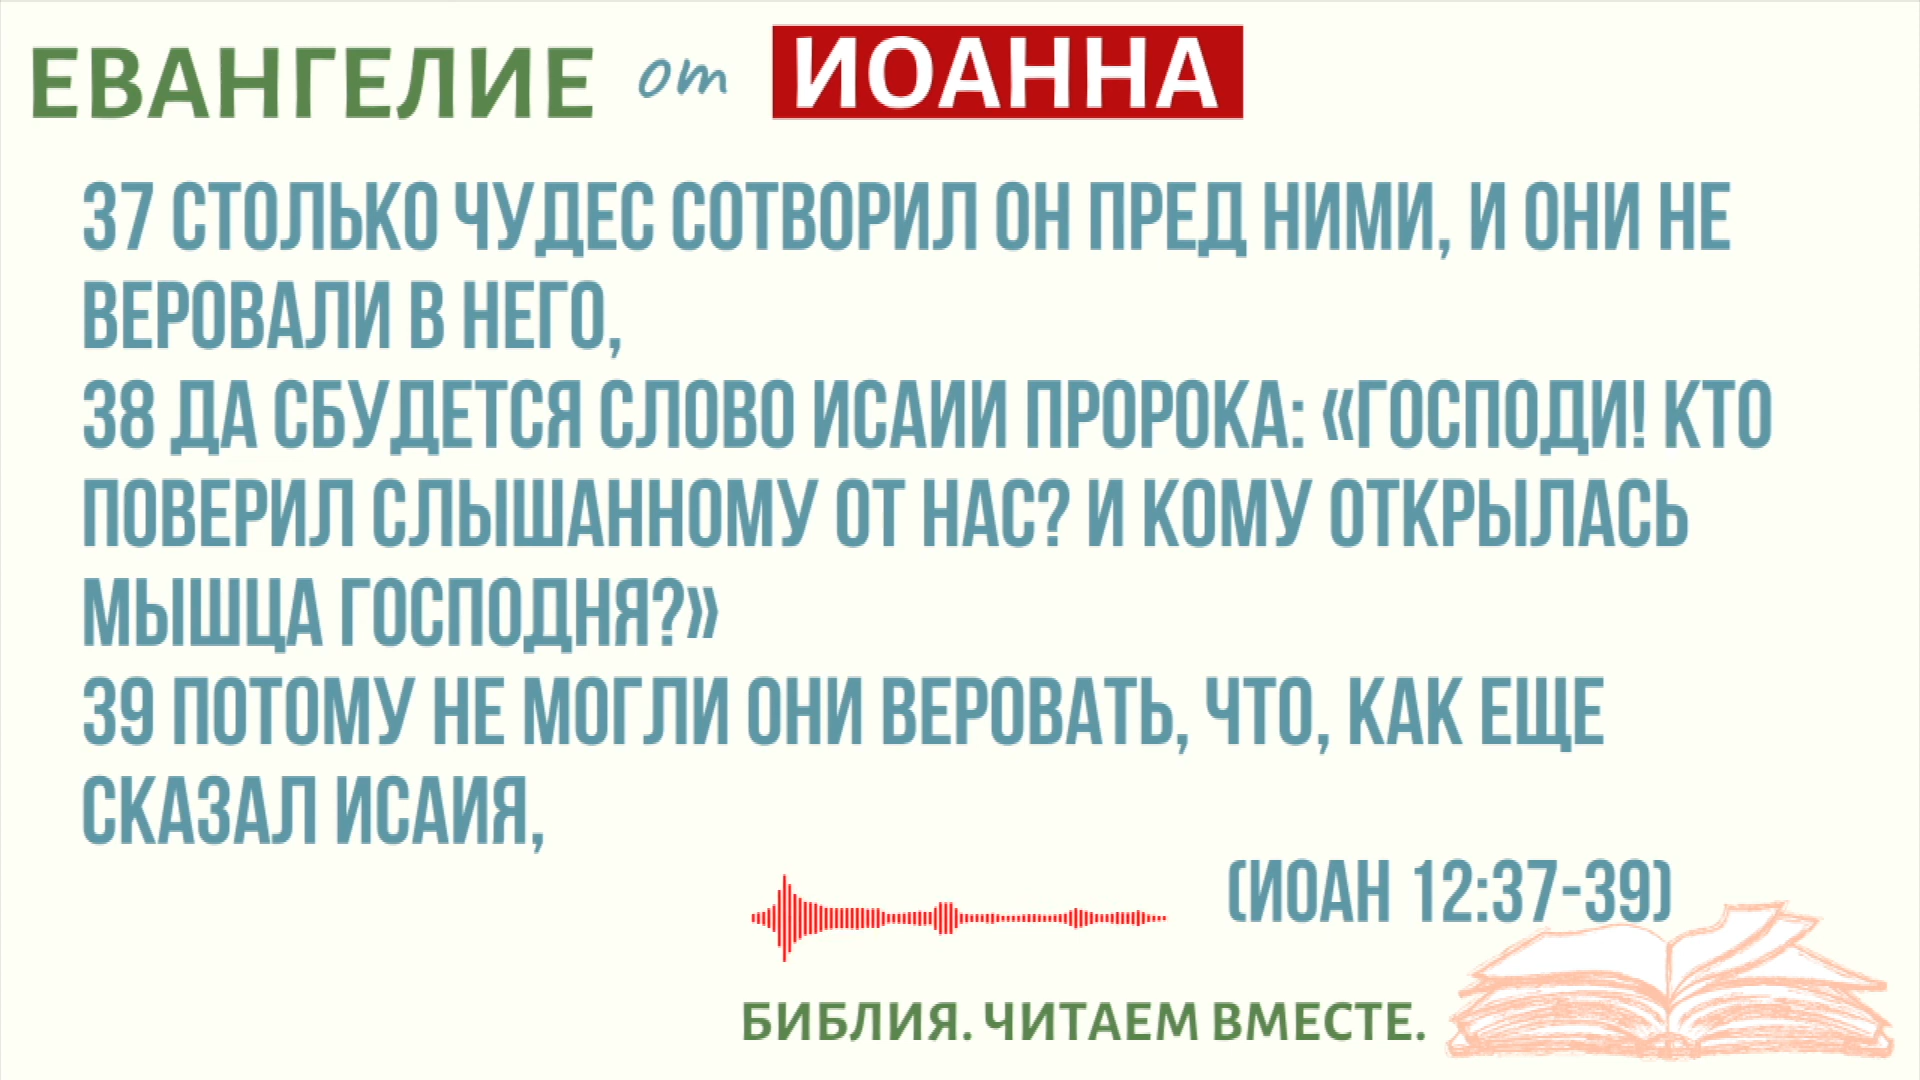 ЕВАНГЕЛИЕ от ИОАННА
37 СТОЛЬКО ЧУДЕС СОТВОРИЛ ОН ПРЕД НИМИ, И ОНИ НЕ
ВЕРОВАЛИ В НЕГО,
38 ДА СБУДЕТСЯ СЛОВО ИСАИИ ПРОРОКА: «ГОСПОДИ! КТО
ПОВЕРИЛ СЛЫШАННОМУ ОТ НАС? И КОМУ ОТКРЫЛАСЬ
МЫШЦА ГОСПОДНЯ?»
39 ПОТОМУ НЕ МОГЛИ ОНИ ВЕРОВАТЬ, ЧТО, КАК ЕЩЕ
СКАЗАЛ ИСАИЯ,
(ИОАН 12:37-39)
БИБЛИЯ. ЧИТАЕМ ВМЕСТЕ.